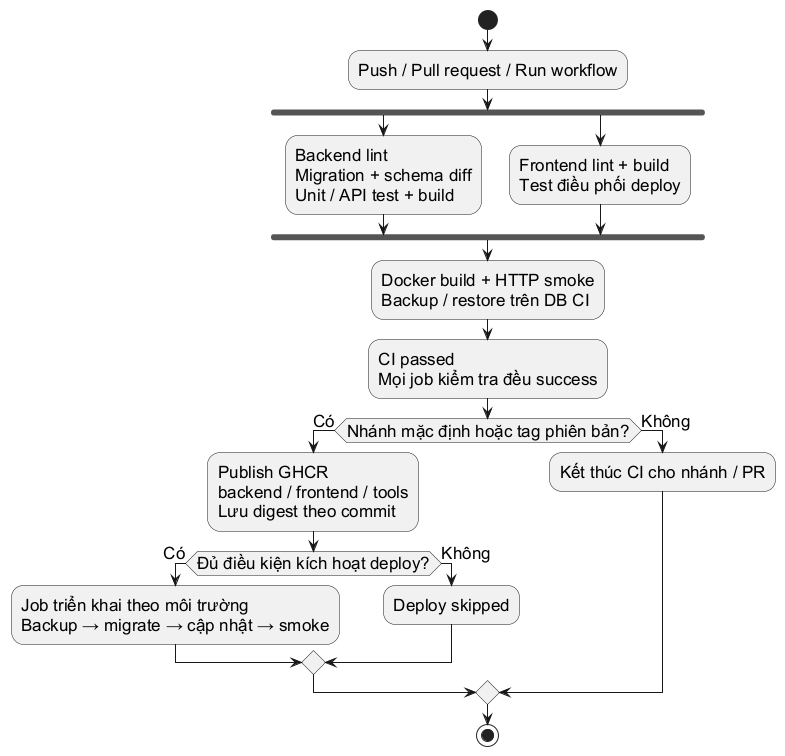 Push / Pull request / Run workflow
Backend lint
Migration + schema diff
Unit / API test + build
Frontend lint + build
Test điều phối deploy
Docker build + HTTP smoke
Backup / restore trên DB CI
CI passed
Mọi job kiểm tra đều success
Có
Nhánh mặc định hoặc tag phiên bản?
Không
Publish GHCR
backend / frontend / tools
Lưu digest theo commit
Kết thúc CI cho nhánh / PR
Có
Đủ điều kiện kích hoạt deploy?
Không
Job triển khai theo môi trường
Backup → migrate → cập nhật → smoke
Deploy skipped